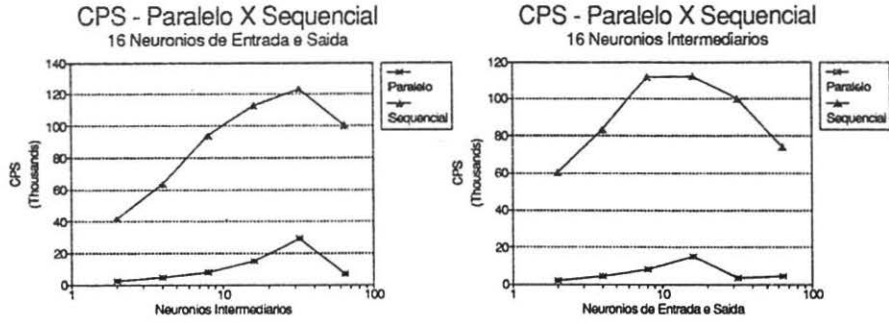 CPS - Paralelo X Sequencial
16 Neuronios de Entrada e Saida
140
120
100
80
60
40
20
0
CPS
(Thousands)
1
10
100
Neuronios Intermediarios
Paralelo
Sequencial
CPS - Paralelo X Sequencial
16 Neuronios Intermediarios
120
100
80
60
40
20
0
CPS
(Thousands)
1
10
100
Neuronios de Entrada e Saida
Paralelo
Sequencial